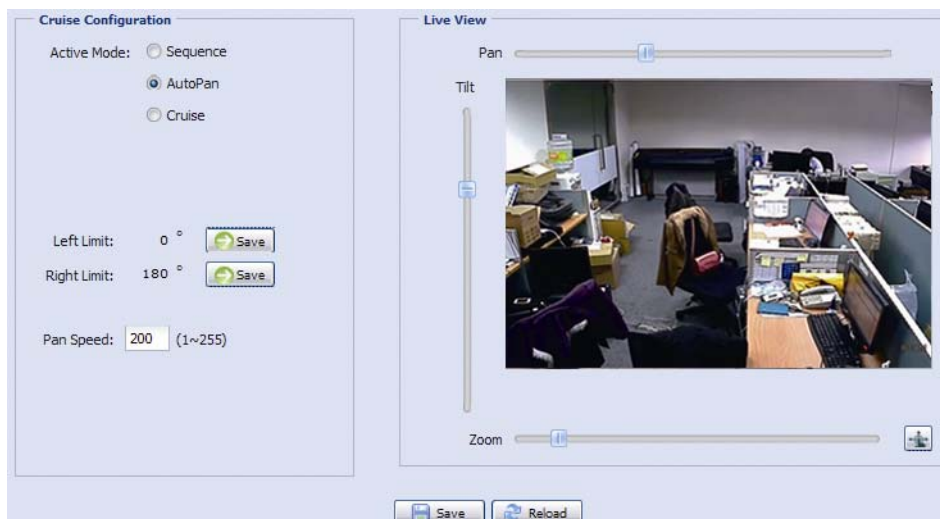 Cruise Configuration
Active Mode: Sequence
AutoPan
Cruise
Left Limit: 0 ° Save
Right Limit: 180 ° Save
Pan Speed: 200 (1~255)
Live View
Pan
Tilt
Zoom
Save Reload